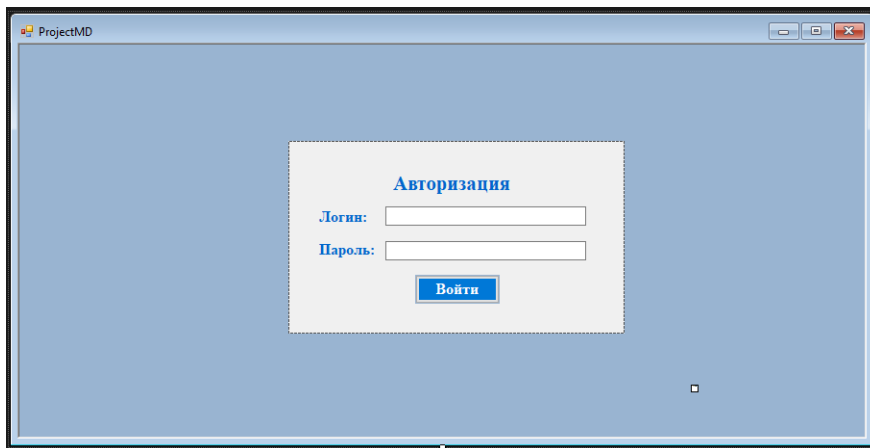 ProjectMD
Авторизация
Логин:
Пароль:
Войти